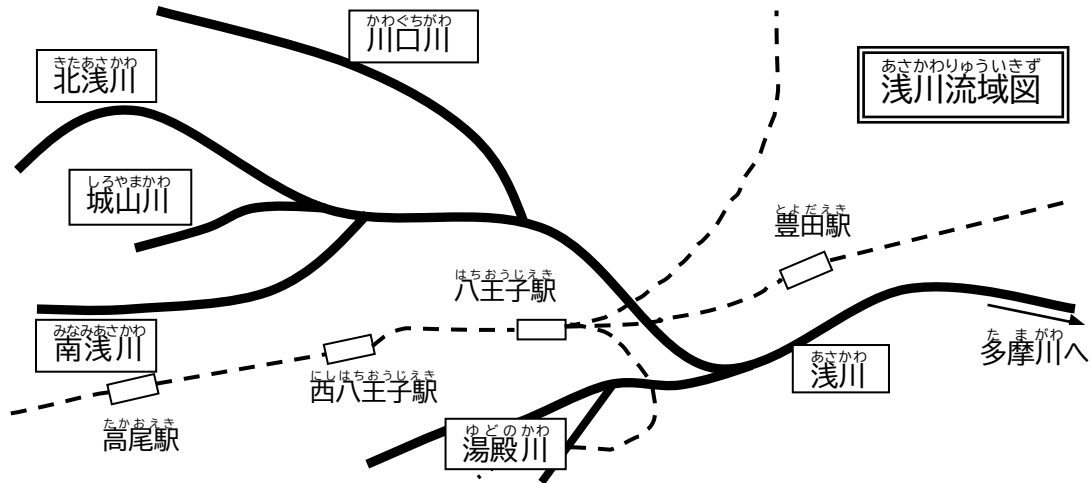 かわぐちがわ
川口川
きたあさかわ
北浅川
あさかわりゅういきず
浅川流域図
しろやまかわ
城山川
とよだえき
豊田駅
はちおうじえき
八王子駅
みなみあさかわ
南浅川
たまがわ
多摩川へ
あさかわ
浅川
にしはちおうじえき
西八王子駅
たかおえき
高尾駅
ゆどのかわ
湯殿川